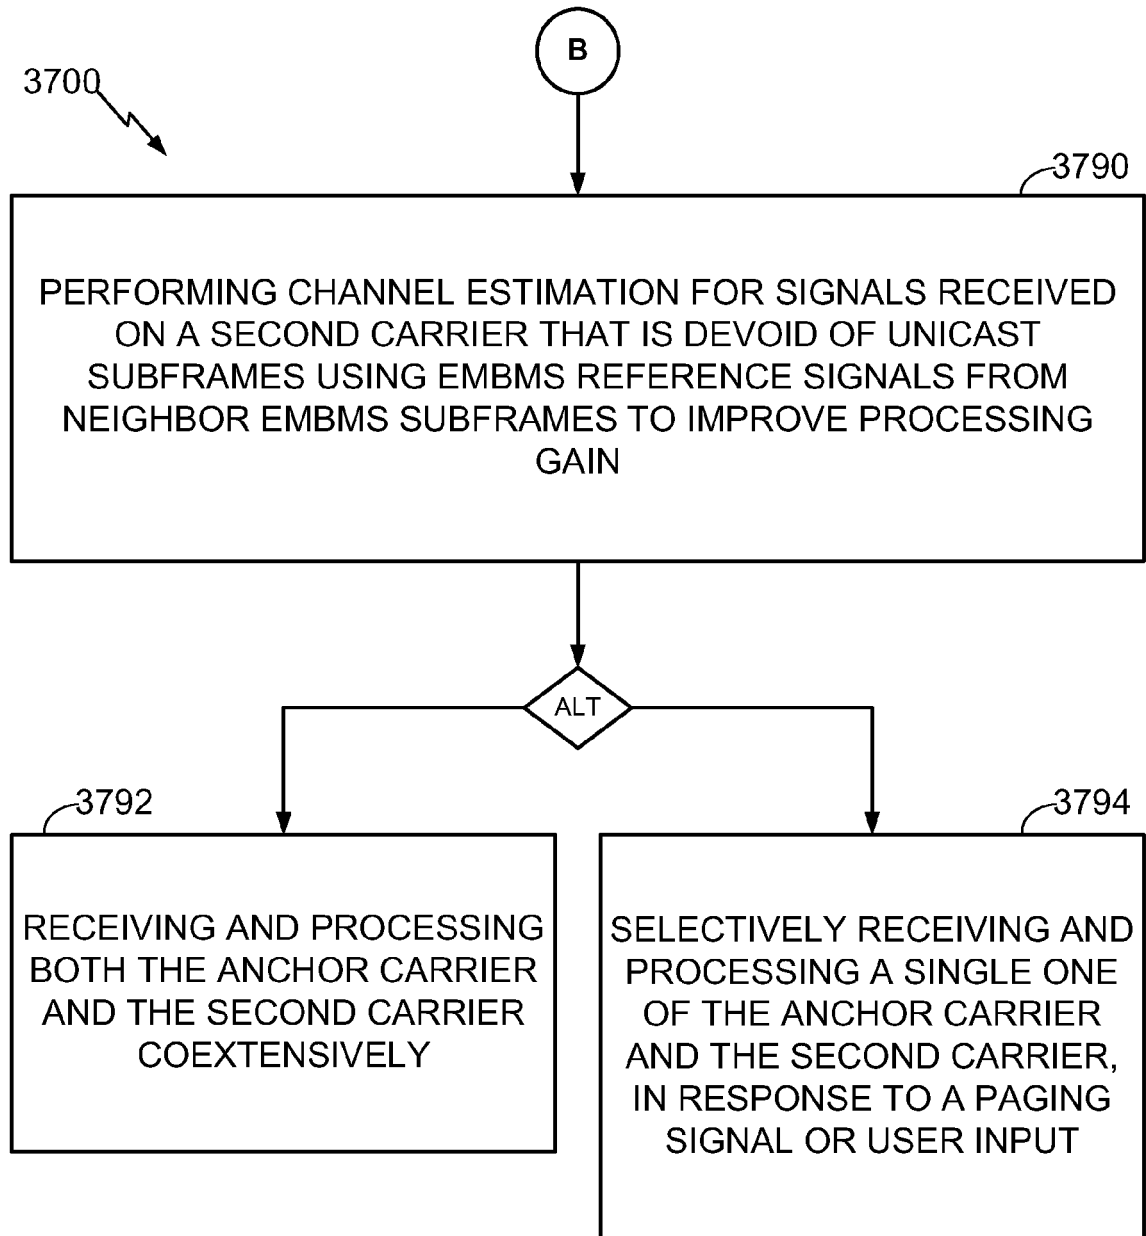 B
3700
3790
PERFORMING CHANNEL ESTIMATION FOR SIGNALS RECEIVED
ON A SECOND CARRIER THAT IS DEVOID OF UNICAST
SUBFRAMES USING EMBMS REFERENCE SIGNALS FROM
NEIGHBOR EMBMS SUBFRAMES TO IMPROVE PROCESSING
GAIN
ALT
3792
RECEIVING AND PROCESSING
BOTH THE ANCHOR CARRIER
AND THE SECOND CARRIER
COEXTENSIVELY
3794
SELECTIVELY RECEIVING AND
PROCESSING A SINGLE ONE
OF THE ANCHOR CARRIER
AND THE SECOND CARRIER,
IN RESPONSE TO A PAGING
SIGNAL OR USER INPUT